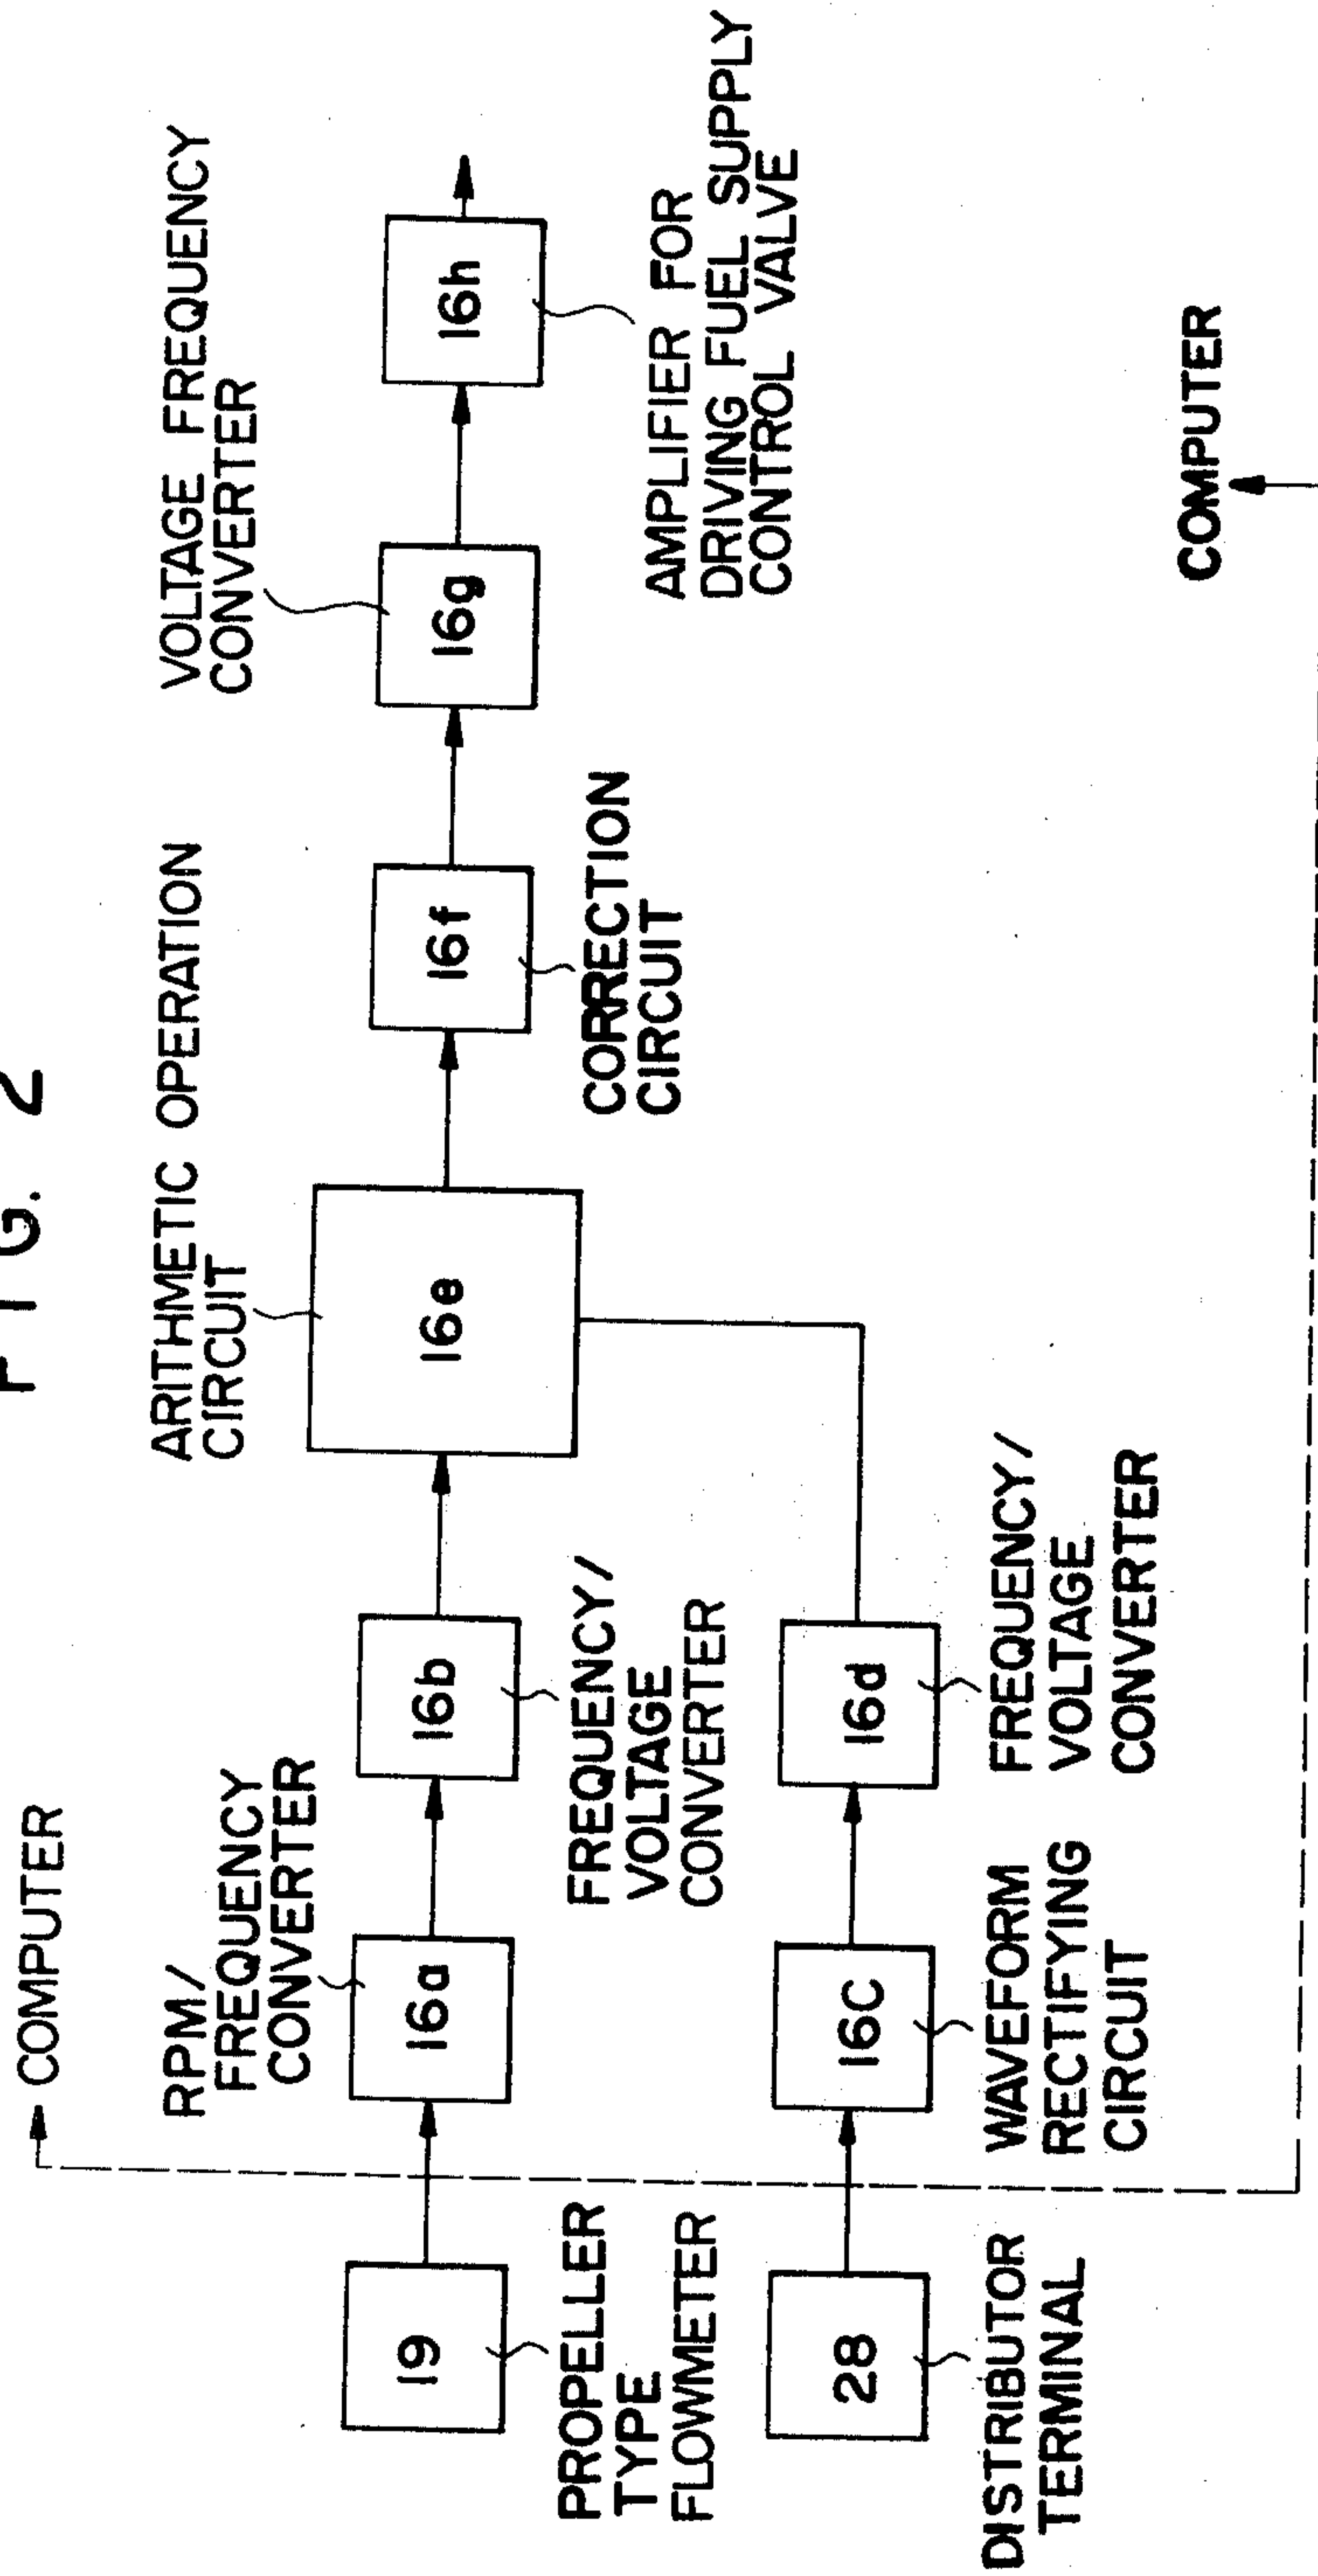 FIG. 2
COMPUTER
RPM/
FREQUENCY
CONVERTER
ARITHMETIC OPERATION
CIRCUIT
VOLTAGE FREQUENCY
CONVERTER
19
16a
16b
16e
16f
16g
16h
PROPELLER
TYPE
FLOWMETER
FREQUENCY/
VOLTAGE
CONVERTER
CORRECTION
CIRCUIT
AMPLIFIER FOR
DRIVING FUEL SUPPLY
CONTROL VALVE
28
16C
16d
DISTRIBUTOR
TERMINAL
WAVEFORM
RECTIFYING
CIRCUIT
FREQUENCY/
VOLTAGE
CONVERTER
COMPUTER